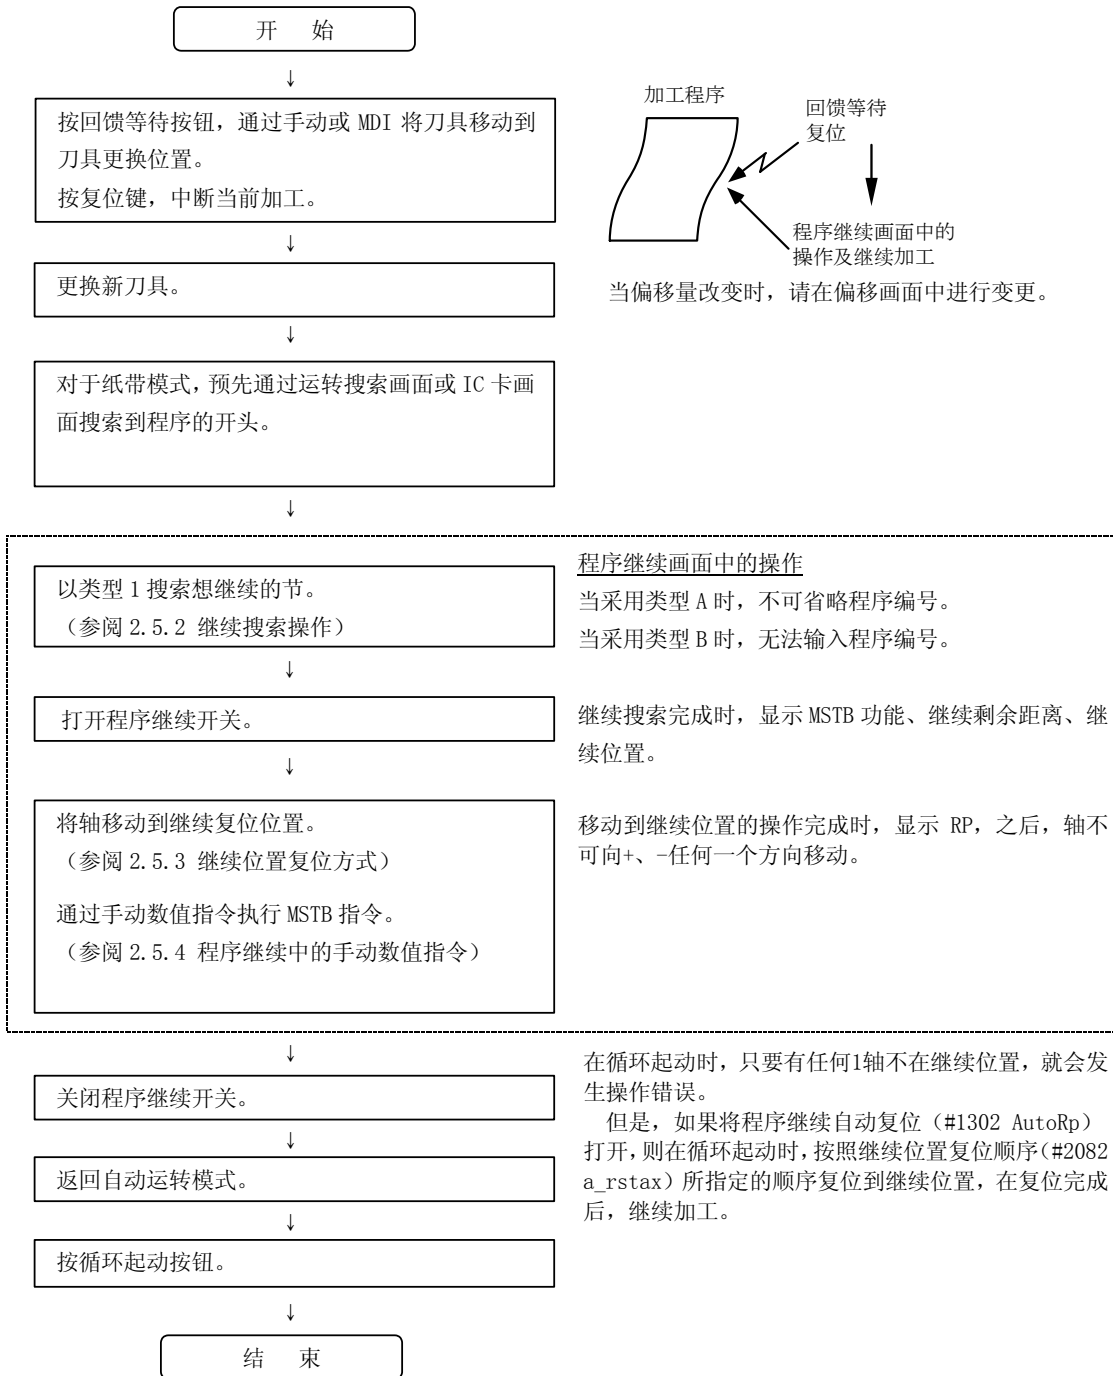 开 始
↓
按回馈等待按钮，通过手动或 MDI 将刀具移动到
刀具更换位置。
按复位键，中断当前加工。
加工程序
回馈等待
复位
程序继续画面中的
操作及继续加工
当偏移量改变时，请在偏移画面中进行变更。
↓
更换新刀具。
↓
对于纸带模式，预先通过运转搜索画面或 IC 卡画
面搜索到程序的开头。
↓
以类型 1 搜索想继续的节。
（参阅 2.5.2 继续搜索操作）
程序继续画面中的操作
当采用类型 A 时，不可省略程序编号。
当采用类型 B 时，无法输入程序编号。
↓
打开程序继续开关。
继续搜索完成时，显示 MSTB 功能、继续剩余距离、继
续位置。
↓
将轴移动到继续复位位置。
（参阅 2.5.3 继续位置复位方式）
通过手动数值指令执行 MSTB 指令。
（参阅 2.5.4 程序继续中的手动数值指令）
移动到继续位置的操作完成时，显示 RP，之后，轴不
可向+、-任何一个方向移动。
↓
关闭程序继续开关。
↓
返回自动运转模式。
↓
按循环起动按钮。
在循环起动时，只要有任何1轴不在继续位置，就会发
生操作错误。
但是，如果将程序继续自动复位（#1302 AutoRp）
打开，则在循环起动时，按照继续位置复位顺序（#2082
a_rstax）所指定的顺序复位到继续位置，在复位完成
后，继续加工。
↓
结 束